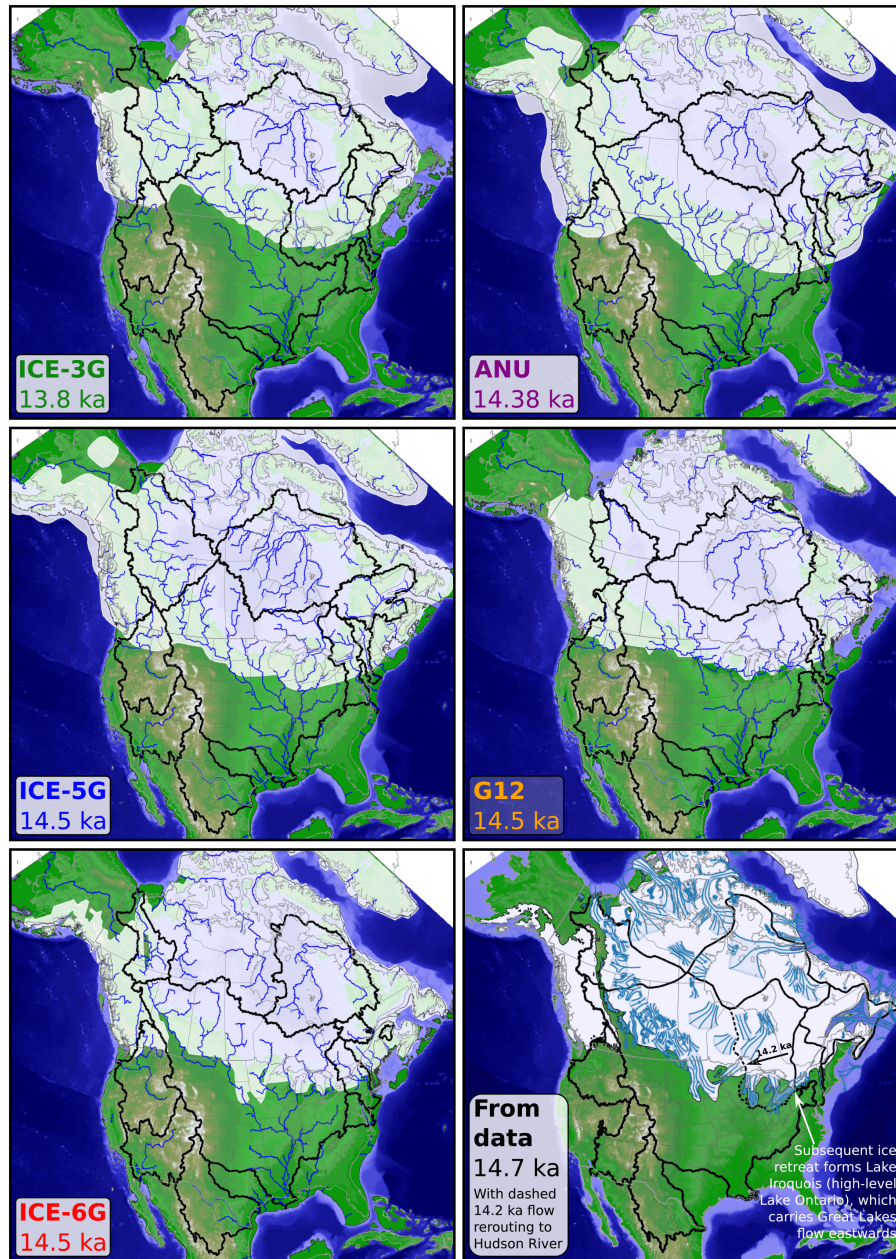 ICE-3G
13.8 ka
ANU
14.38 ka
ICE-5G
14.5 ka
G12
14.5 ka
ICE-6G
14.5 ka
14.2 ka
From
data
14.7 ka
With dashed
14.2 ka flow
rerouting to
Hudson River
Subsequent ice
retreat forms Lake
Iroquois (high-level
Lake Ontario), which
carries Great Lakes
flow eastwards